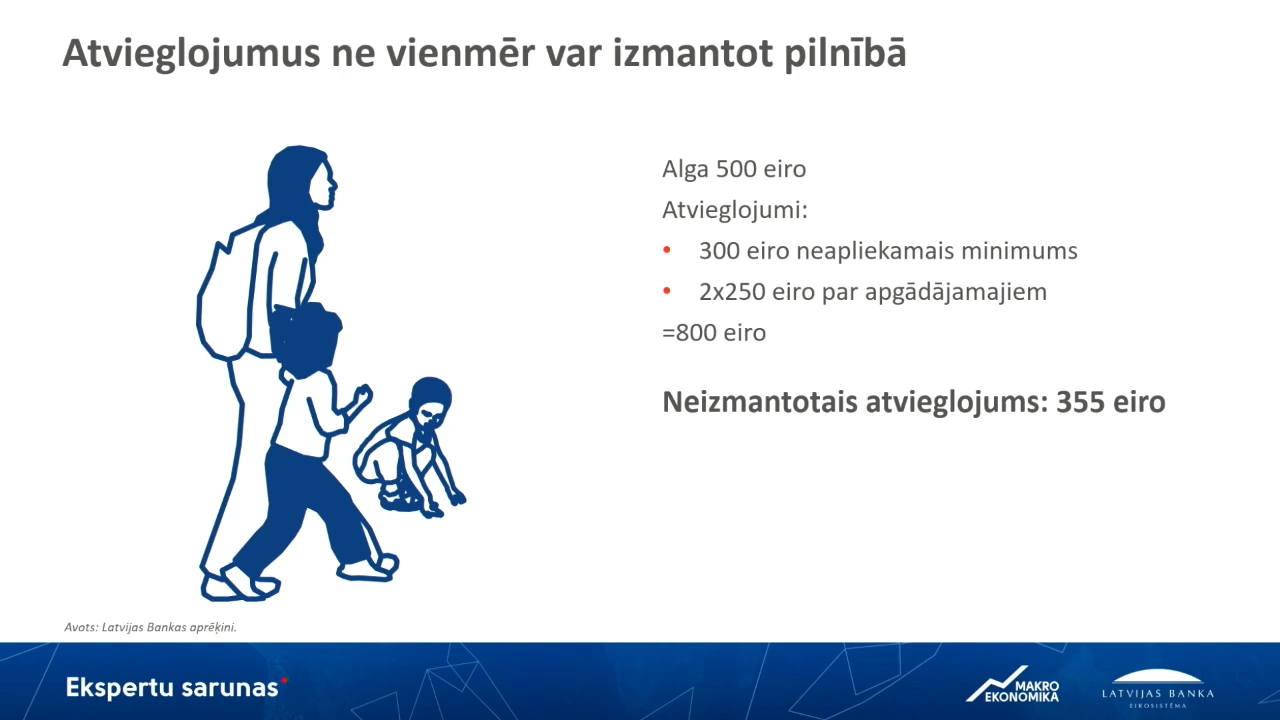 Atvieglojumus ne vienmēr var izmantot pilnībā
Alga 500 eiro
Atvieglojumi:
• 300 eiro neapliekamais minimums
• 2x250 eiro par apgādājamajiem
=800 eiro
Neizmantotais atvieglojums: 355 eiro
Avots: Latvijas Bankas aprēķini.
Ekspertu sarunas
MAKRO
EKONOMIKA
LATVIJAS BANKA
EIROSISTĒMA